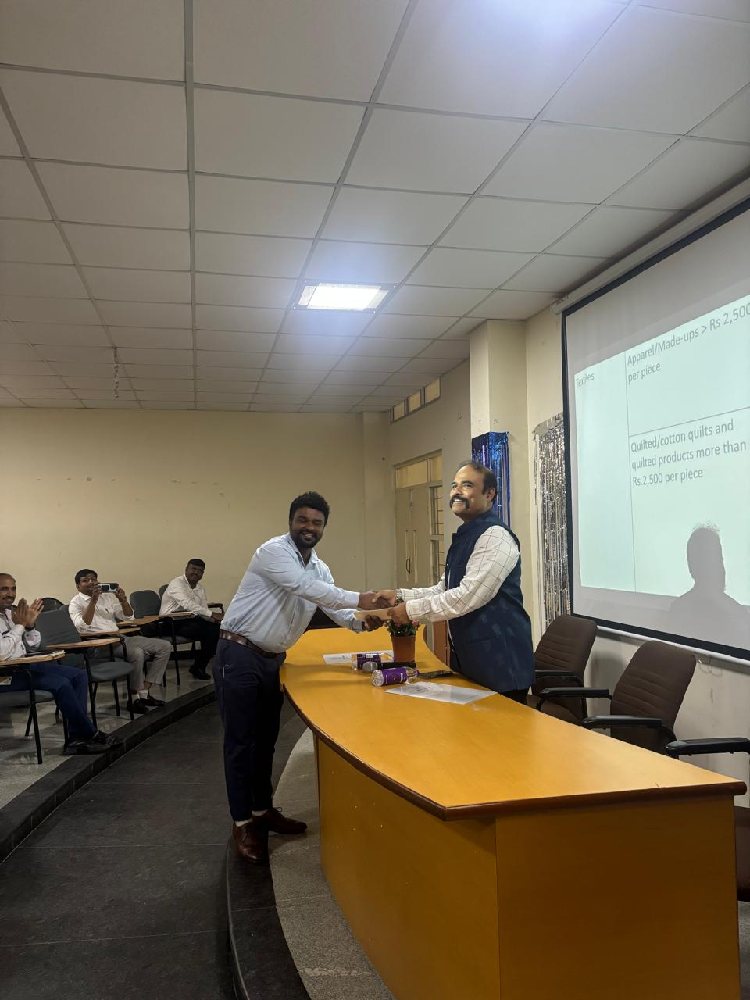 Textiles
Apparel/Made-ups > Rs 2,500
per piece
Quilted/cotton quilts and
quilted products more than
Rs.2,500 per piece